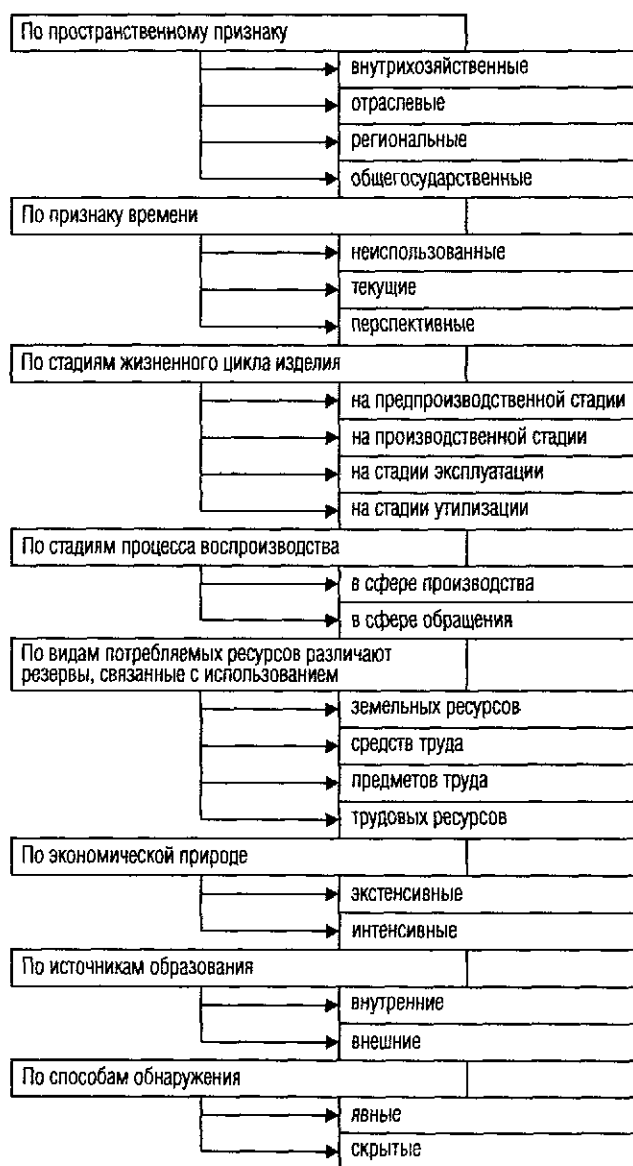 По пространственному признаку
внутрихозяйственные
отраслевые
региональные
общегосударственные
По признаку времени
неиспользованные
текущие
перспективные
По стадиям жизненного цикла изделия
на предпроизводственной стадии
на производственной стадии
на стадии эксплуатации
на стадии утилизации
По стадиям процесса воспроизводства
в сфере производства
в сфере обращения
По видам потребляемых ресурсов различают
резервы, связанные с использованием
земельных ресурсов
средств труда
предметов труда
трудовых ресурсов
По экономической природе
экстенсивные
интенсивные
По источникам образования
внутренние
внешние
По способам обнаружения
явные
скрытые